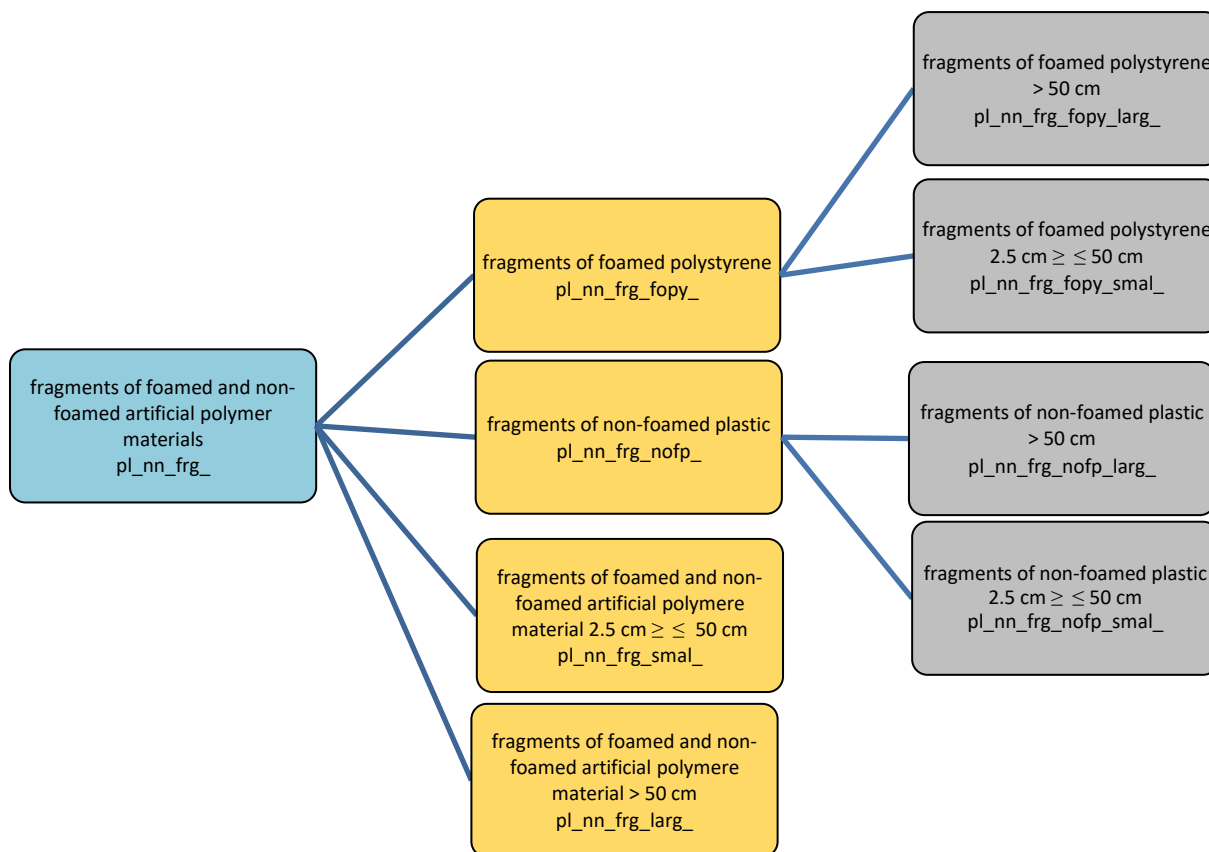 fragments of foamed and non-
foamed artificial polymer
materials
pl_nn_frg_
fragments of foamed polystyrene
pl_nn_frg_fopy_
fragments of non-foamed plastic
pl_nn_frg_nofp_
fragments of foamed and non-
foamed artificial polymere
material 2.5 cm ≥ ≤ 50 cm
pl_nn_frg_smal_
fragments of foamed and non-
foamed artificial polymere
material > 50 cm
pl_nn_frg_larg_
fragments of foamed polystyrene
> 50 cm
pl_nn_frg_fopy_larg_
fragments of foamed polystyrene
2.5 cm ≥ ≤ 50 cm
pl_nn_frg_fopy_smal_
fragments of non-foamed plastic
> 50 cm
pl_nn_frg_nofp_larg_
fragments of non-foamed plastic
2.5 cm ≥ ≤ 50 cm
pl_nn_frg_nofp_smal_